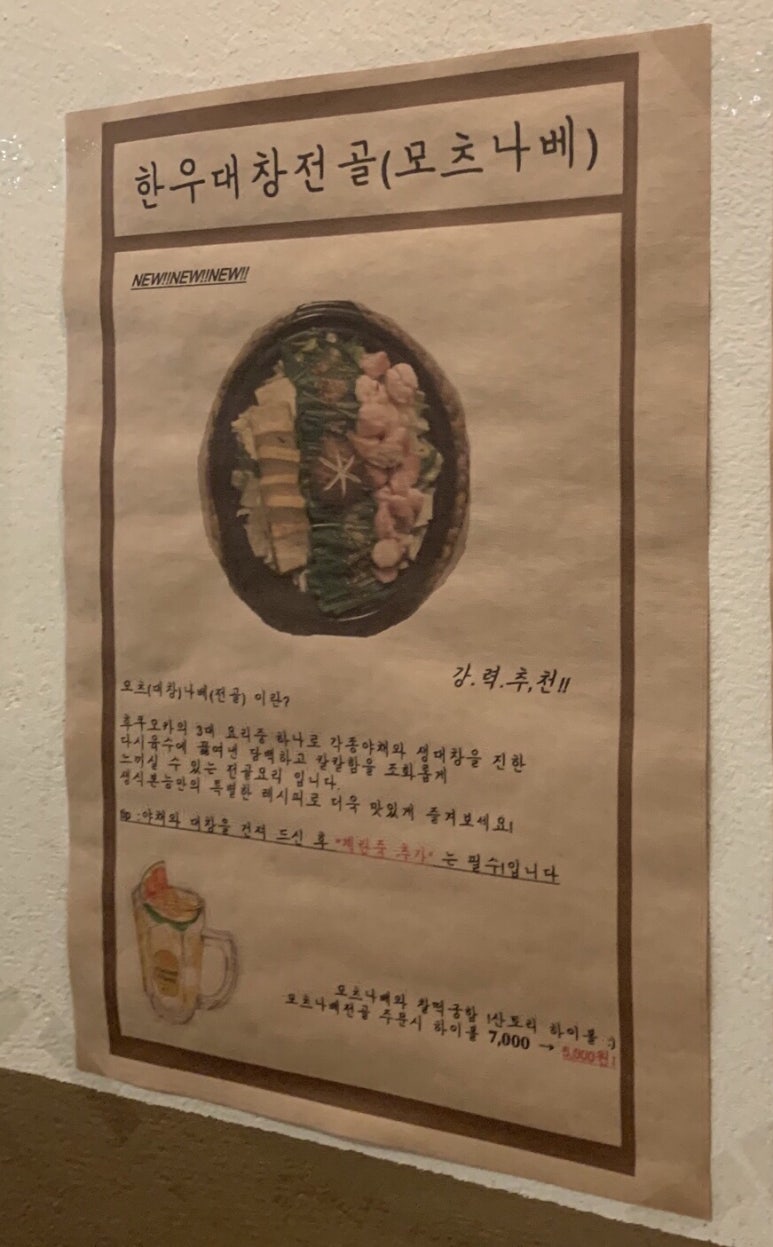 한우대창전골(모츠나베)
NEW!!NEW!!NEW!!
강.력.추.천!!
모츠(대창)나베(전골) 이란?
후쿠오카의 3대 요리중 하나로 각종야채와 생대창을 진한
다시육수에 끓여낸 담백하고 칼칼함을 조화롭게
느끼실 수 있는 전골요리 입니다.
생식본능만의 특별한 레시피로 더욱 맛있게 즐겨보세요!
tip :야채와 대창을 건져 드신 후 "계란죽 추가" 는 필수!입니다
모츠나베와 찰떡궁합 !산토리 하이볼 :)
모츠나베전골 주문시 하이볼 7,000 → 5,000원!